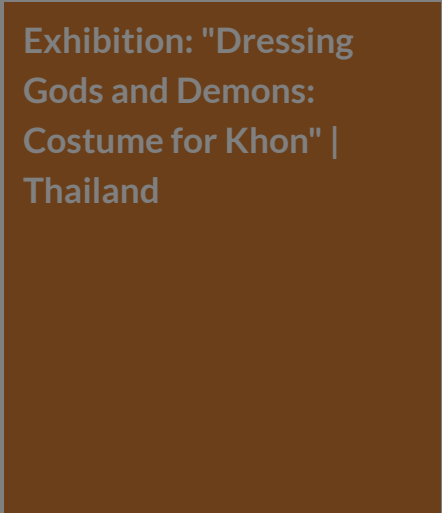 Exhibition: "Dressing
Gods and Demons:
Costume for Khon" |
Thailand